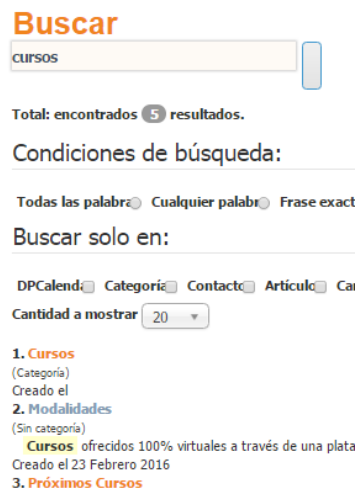 Buscar
cursos
Total: encontrados 5 resultados.
Condiciones de búsqueda:
Todas las palabra Cualquier palabr Frase exact
Buscar solo en:
DPCalenda Categoría Contacto Artículo Ca
Cantidad a mostrar 20
1. Cursos
(Categoría)
Creado el
2. Modalidades
(Sin categoría)
Cursos ofrecidos 100% virtuales a través de una plata
Creado el 23 Febrero 2016
3. Próximos Cursos